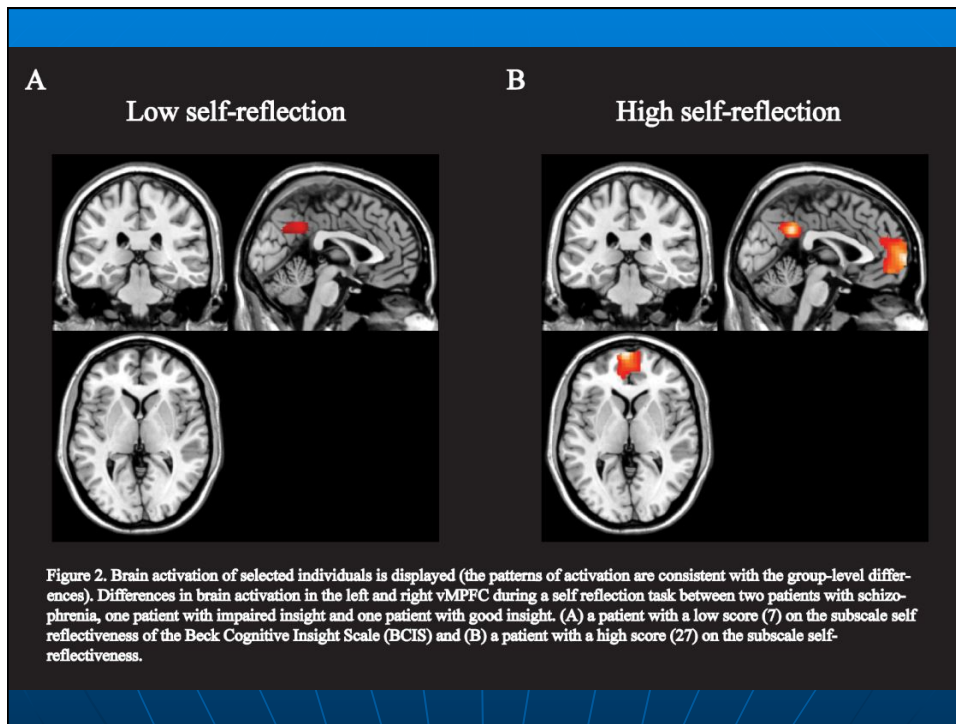 A
Low self-reflection
B
High self-reflection
Figure 2. Brain activation of selected individuals is displayed (the patterns of activation are consistent with the group-level differ-
ences). Differences in brain activation in the left and right vMPFC during a self reflection task between two patients with schizo-
phrenia, one patient with impaired insight and one patient with good insight. (A) a patient with a low score (7) on the subscale self
reflectiveness of the Beck Cognitive Insight Scale (BCIS) and (B) a patient with a high score (27) on the subscale self-
reflectiveness.